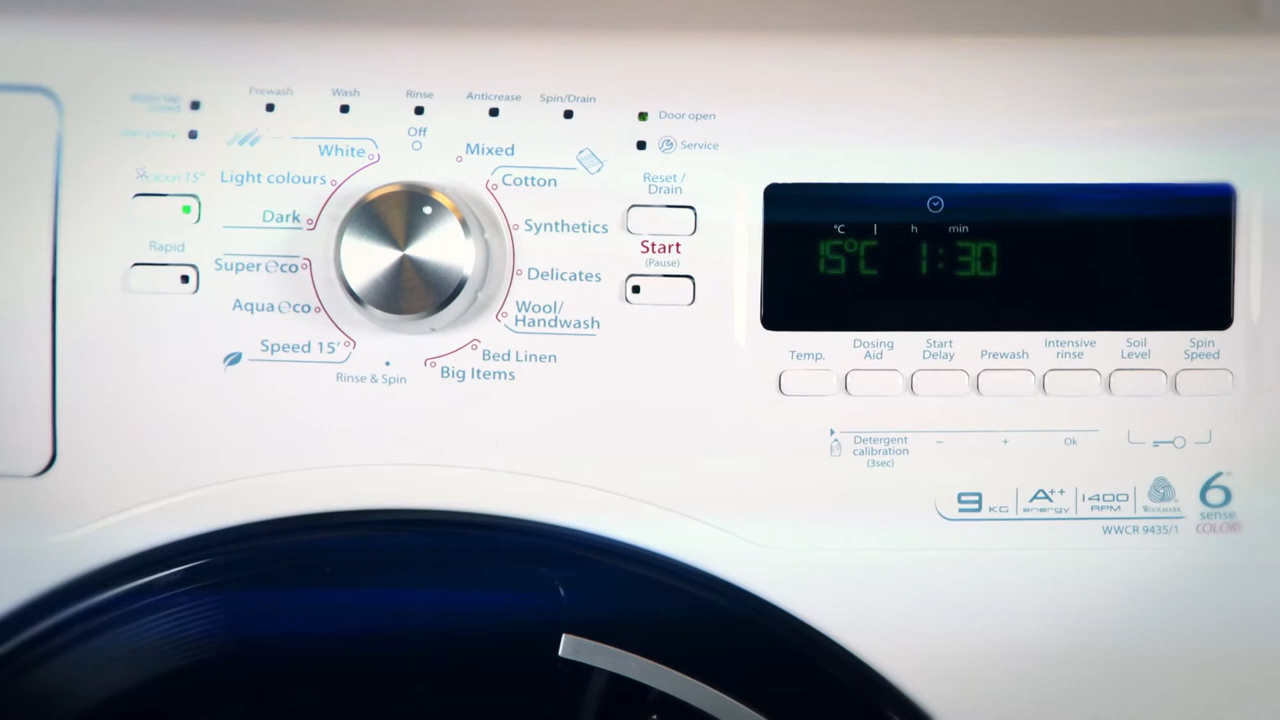 Prewash
Wash
Rinse
Anticrease
Spin/Drain
Door open
Service
Off
White
Mixed
Light colours
Cotton
Dark
Synthetics
Super eco
Delicates
Aqua eco
Wool/
Handwash
Speed 15'
Bed Linen
Rinse & Spin
Big Items
15°
Rapid
Reset /
Drain
Start
(Pause)
°C | h min
15°C 1:30
Temp.
Dosing
Aid
Start
Delay
Prewash
Intensive
rinse
Soil
Level
Spin
Speed
Detergent
calibration
(3sec)
− + Ok
9 KG
A++
energy
1400
RPM
WOOLMARK
6
sense
COLORS
WWCR 9435/1